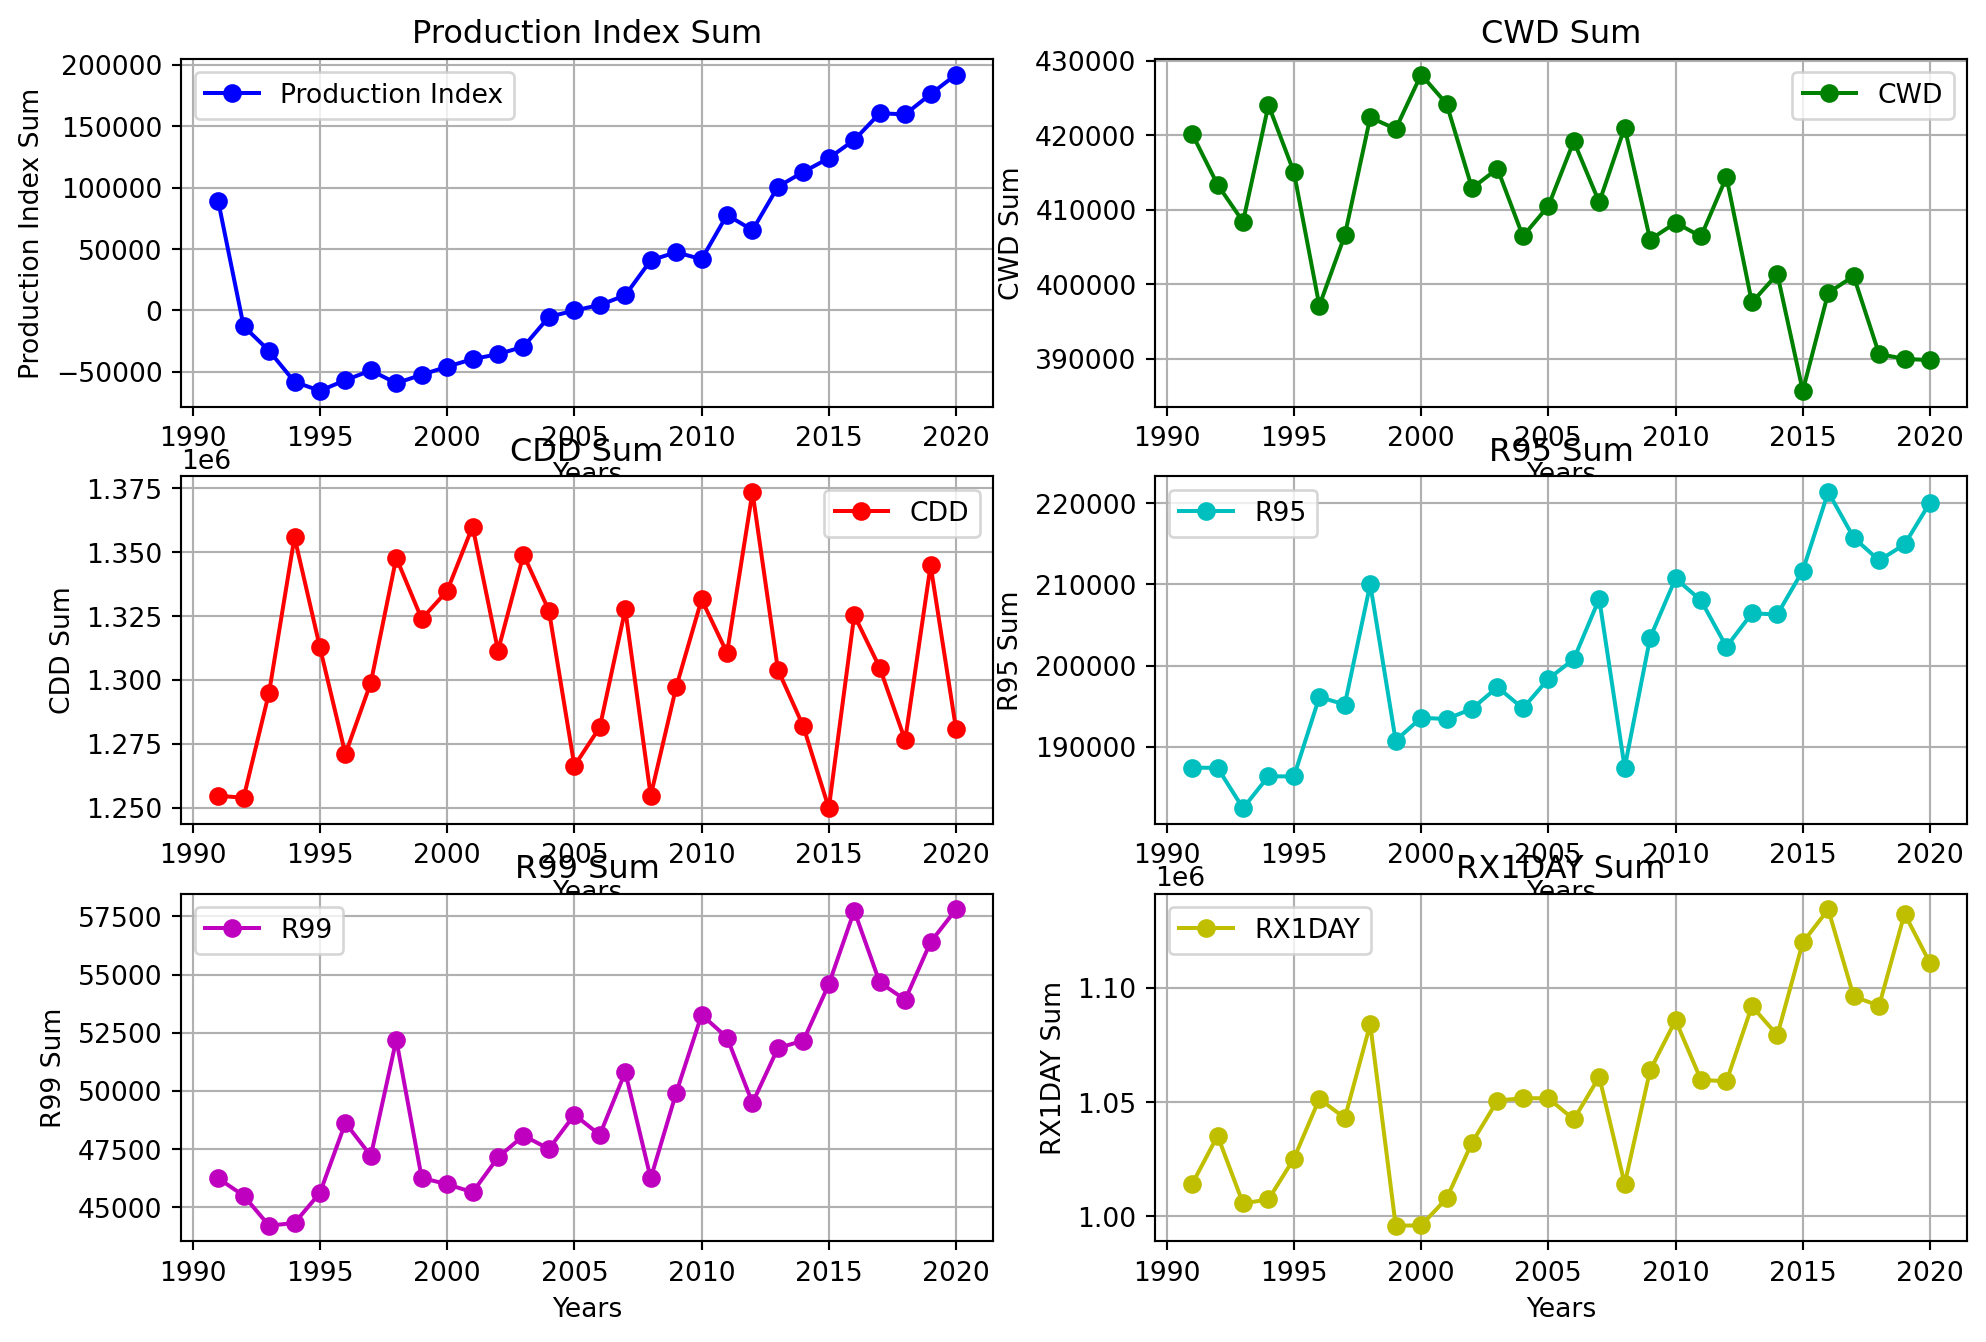 Production Index Sum
Production Index Sum
200000
150000
100000
50000
0
−50000
Production Index
1990 1995 2000 2005 2010 2015 2020
Years
CWD Sum
CWD Sum
430000
420000
410000
400000
390000
CWD
1990 1995 2000 2005 2010 2015 2020
Years
CDD Sum
1e6
CDD Sum
1.375
1.350
1.325
1.300
1.275
1.250
CDD
1990 1995 2000 2005 2010 2015 2020
Years
R95 Sum
R95 Sum
220000
210000
200000
190000
R95
1990 1995 2000 2005 2010 2015 2020
Years
R99 Sum
R99 Sum
57500
55000
52500
50000
47500
45000
R99
1990 1995 2000 2005 2010 2015 2020
Years
RX1DAY Sum
1e6
RX1DAY Sum
1.10
1.05
1.00
RX1DAY
1990 1995 2000 2005 2010 2015 2020
Years